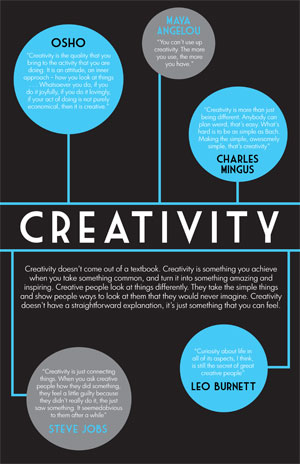 OSHO
"Creativity is the quality that you
bring to the activity that you are
doing. It is an attitude, an inner
approach – how you look at things
. . . Whatsoever you do, if you
do it joyfully, if you do it lovingly,
if your act of doing is not purely
economical, then it is creative."
MAYA
ANGELOU
"You can't use up
creativity. The more
you use, the more
you have."
"Creativity is more than just
being different. Anybody can
plan weird; that's easy. What's
hard is to be as simple as Bach.
Making the simple, awesomely
simple, that's creativity"
CHARLES
MINGUS
CREATIVITY
Creativity doesn't come out of a textbook. Creativity is something you achieve
when you take something common, and turn it into something amazing and
inspiring. Creative people look at things differently. They take the simple things
and show people ways to look at them that they would never imagine. Creativity
doesn't have a straightforward explanation, it's just something that you can feel.
"Curiosity about life in
all of its aspects, I think,
is still the secret of great
creative people"
LEO BURNETT
"Creativity is just connecting
things. When you ask creative
people how they did something,
they feel a little guilty because
they didn't really do it, the just
saw something. It seemedobvious
to them after a while"
STEVE JOBS